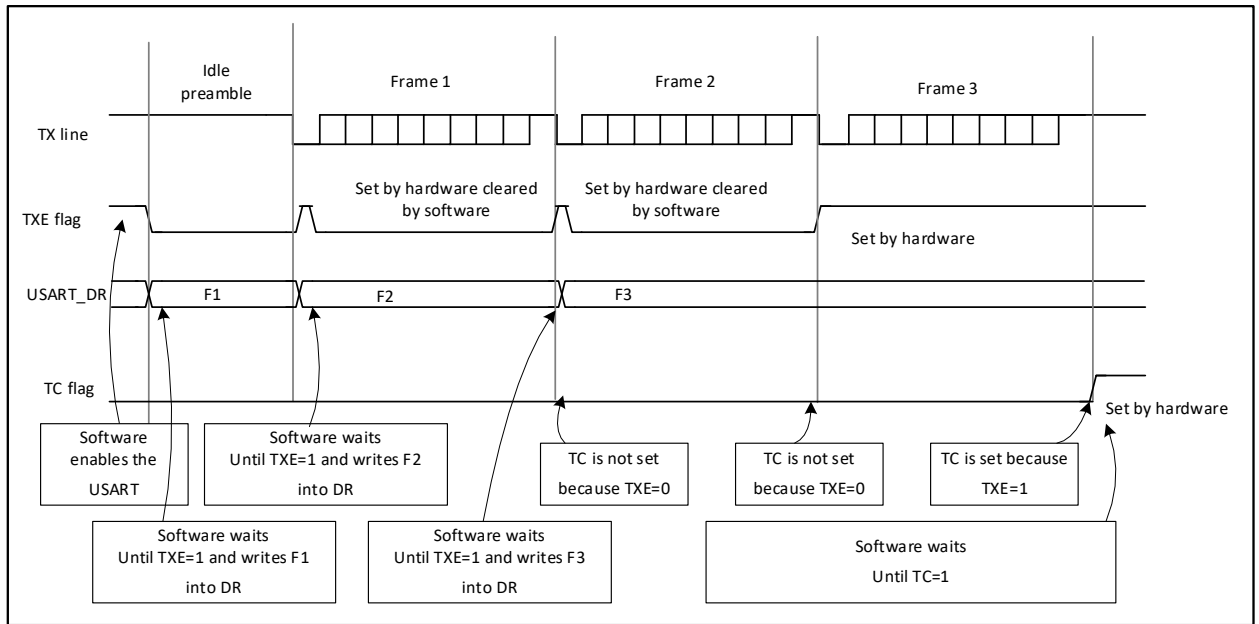 Idle
preamble
Frame 1
Frame 2
Frame 3
TX line
Set by hardware cleared
by software
Set by hardware cleared
by software
TXE flag
Set by hardware
USART_DR
F1
F2
F3
TC flag
Set by hardware
Software
enables the
USART
Software waits
Until TXE=1 and writes F2
into DR
TC is not set
because TXE=0
TC is not set
because TXE=0
TC is set because
TXE=1
Software waits
Until TXE=1 and writes F1
into DR
Software waits
Until TXE=1 and writes F3
into DR
Software waits
Until TC=1